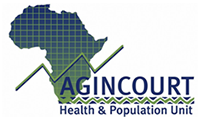 AGINCOURT
Health & Population Unit